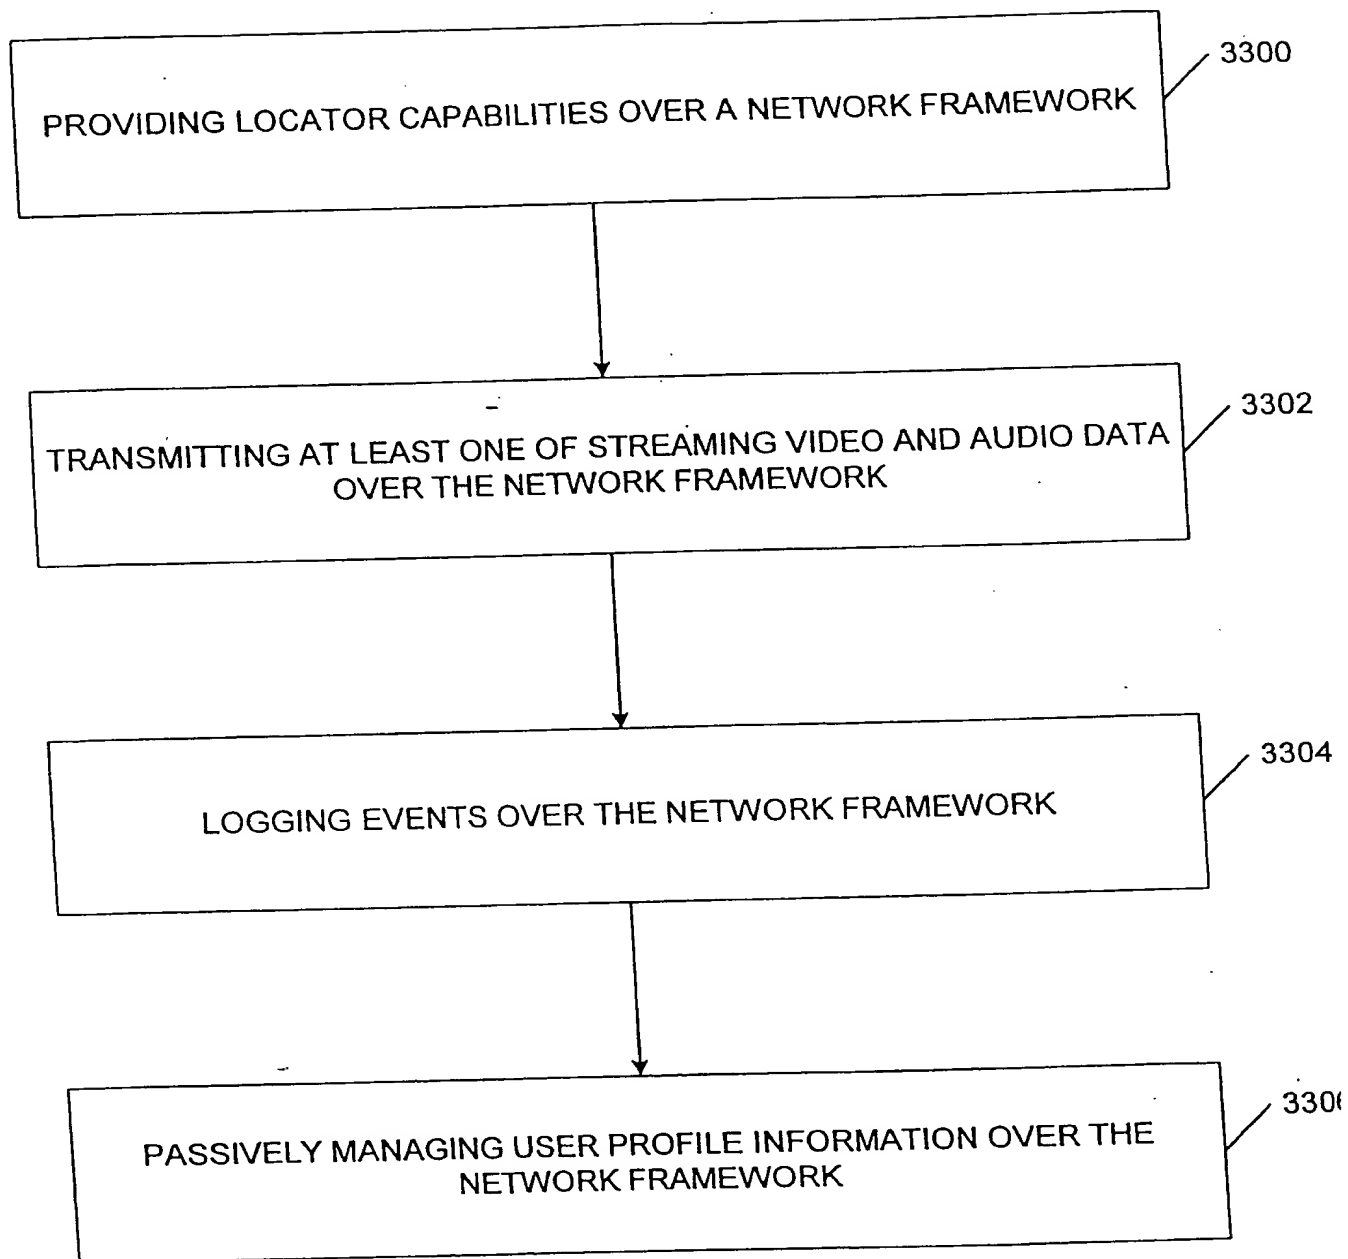 PROVIDING LOCATOR CAPABILITIES OVER A NETWORK FRAMEWORK
3300
TRANSMITTING AT LEAST ONE OF STREAMING VIDEO AND AUDIO DATA
OVER THE NETWORK FRAMEWORK
3302
LOGGING EVENTS OVER THE NETWORK FRAMEWORK
3304
PASSIVELY MANAGING USER PROFILE INFORMATION OVER THE
NETWORK FRAMEWORK